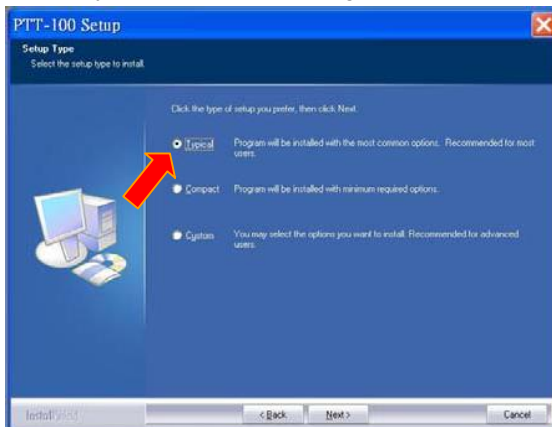 PTT-100 Setup
Setup Type
Select the setup type to install.
Click the type of setup you prefer, then click Next.
Typical Program will be installed with the most common options. Recommended for most
users.
Compact Program will be installed with minimum required options.
Custom You may select the options you want to install. Recommended for advanced
users.
InstallShield
< Back Next > Cancel